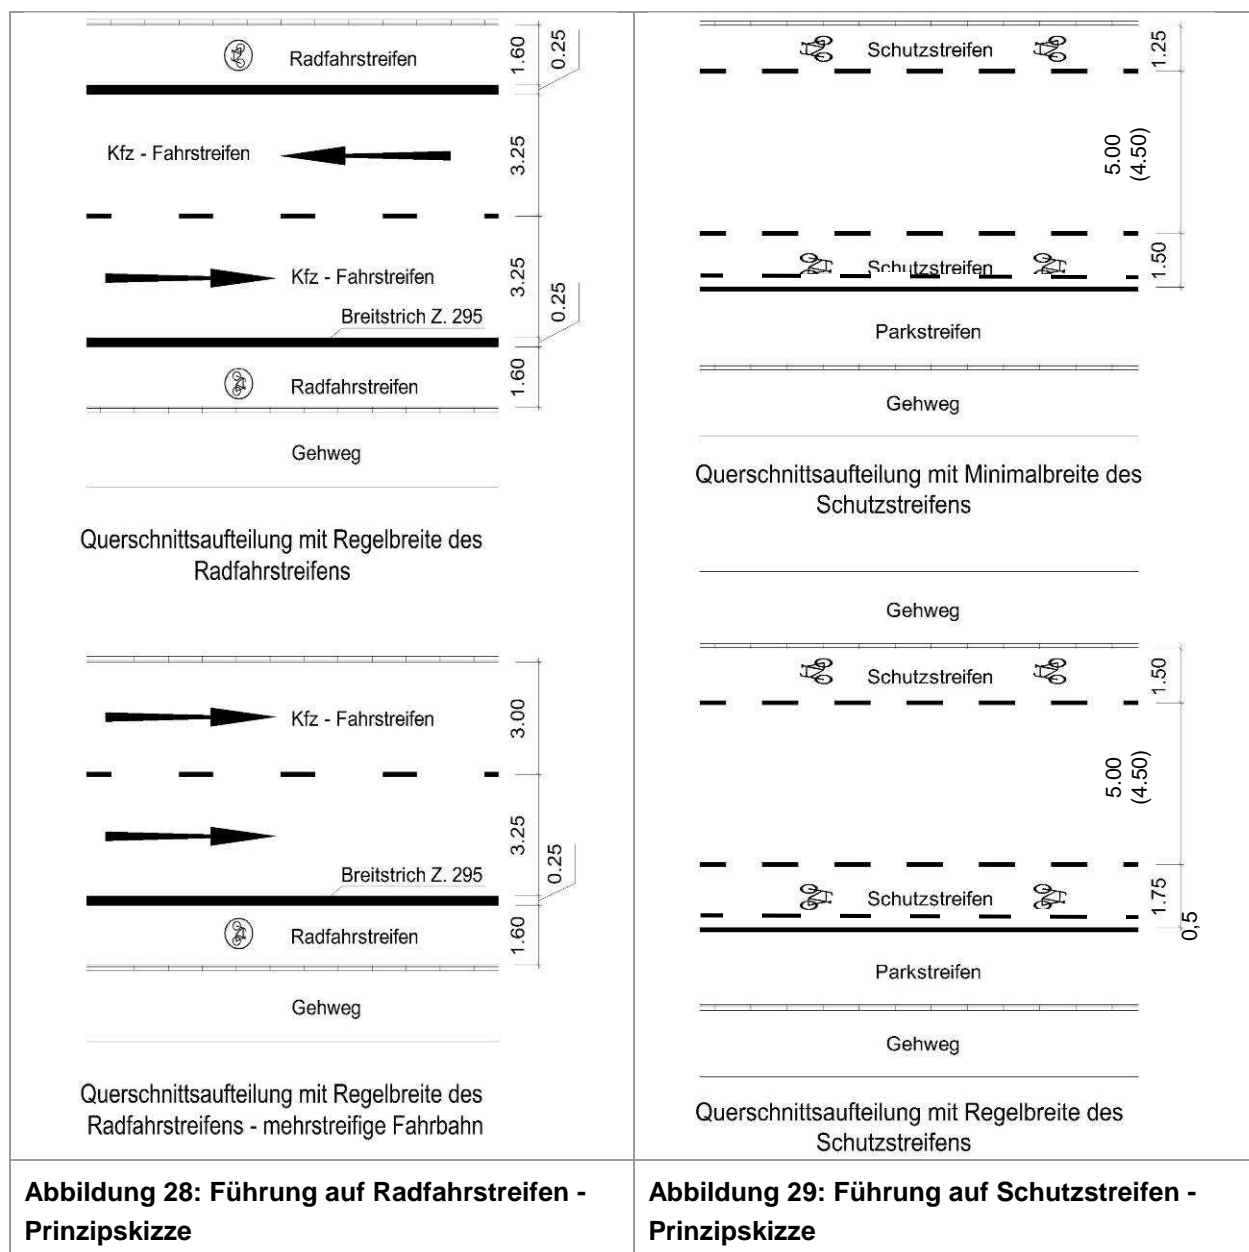 Radfahrstreifen
1.60
0.25
Kfz - Fahrstreifen
3.25
Kfz - Fahrstreifen
3.25
Breitstrich Z. 295
0.25
Radfahrstreifen
1.60
Gehweg
Querschnittsaufteilung mit Regelbreite des
Radfahrstreifens
Kfz - Fahrstreifen
3.00
3.25
Breitstrich Z. 295
0.25
Radfahrstreifen
1.60
Gehweg
Querschnittsaufteilung mit Regelbreite des
Radfahrstreifens - mehrstreifige Fahrbahn
Abbildung 28: Führung auf Radfahrstreifen -
Prinzipskizze
Schutzstreifen
1.25
5.00
(4.50)
Schutzstreifen
1.50
Parkstreifen
Gehweg
Querschnittsaufteilung mit Minimalbreite des
Schutzstreifens
Gehweg
Schutzstreifen
1.50
5.00
(4.50)
Schutzstreifen
1.75
0,5
Parkstreifen
Gehweg
Querschnittsaufteilung mit Regelbreite des
Schutzstreifens
Abbildung 29: Führung auf Schutzstreifen -
Prinzipskizze